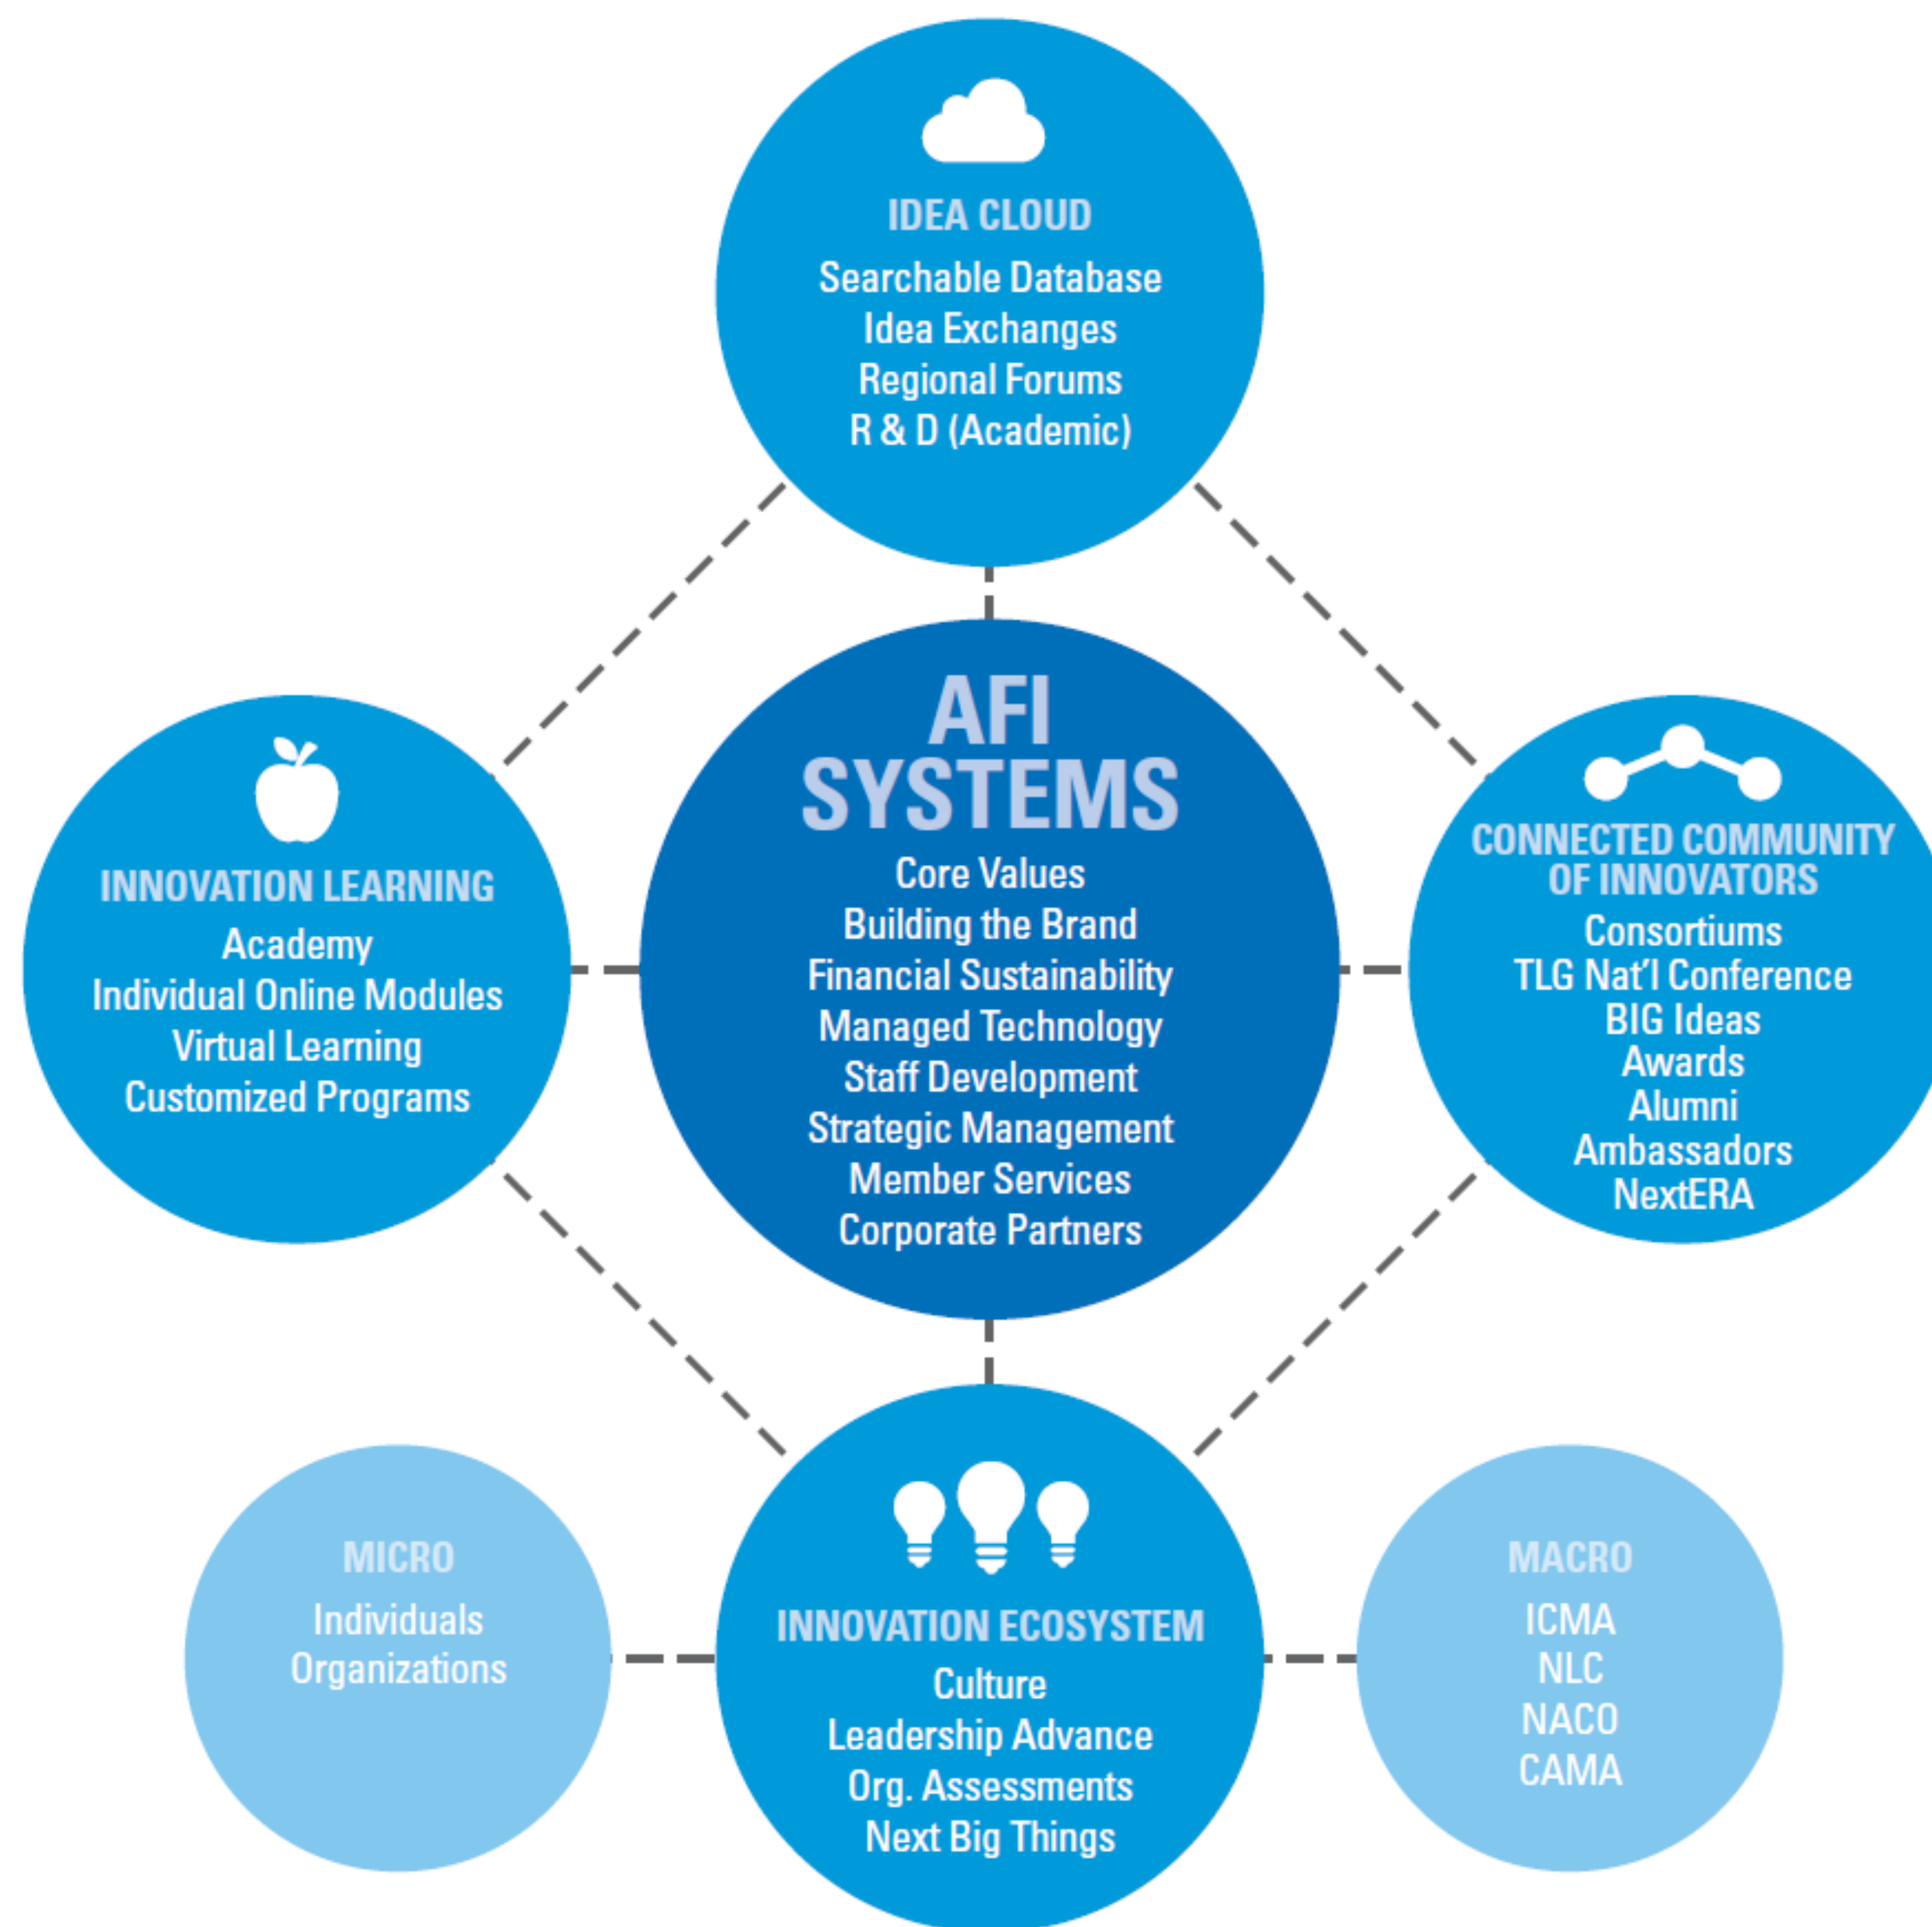 IDEA CLOUD
Searchable Database
Idea Exchanges
Regional Forums
R & D (Academic)
AFI
SYSTEMS
Core Values
Building the Brand
Financial Sustainability
Managed Technology
Staff Development
Strategic Management
Member Services
Corporate Partners
INNOVATION LEARNING
Academy
Individual Online Modules
Virtual Learning
Customized Programs
CONNECTED COMMUNITY
OF INNOVATORS
Consortiums
TLG Nat'l Conference
BIG Ideas
Awards
Alumni
Ambassadors
NextERA
MICRO
Individuals
Organizations
INNOVATION ECOSYSTEM
Culture
Leadership Advance
Org. Assessments
Next Big Things
MACRO
ICMA
NLC
NACO
CAMA